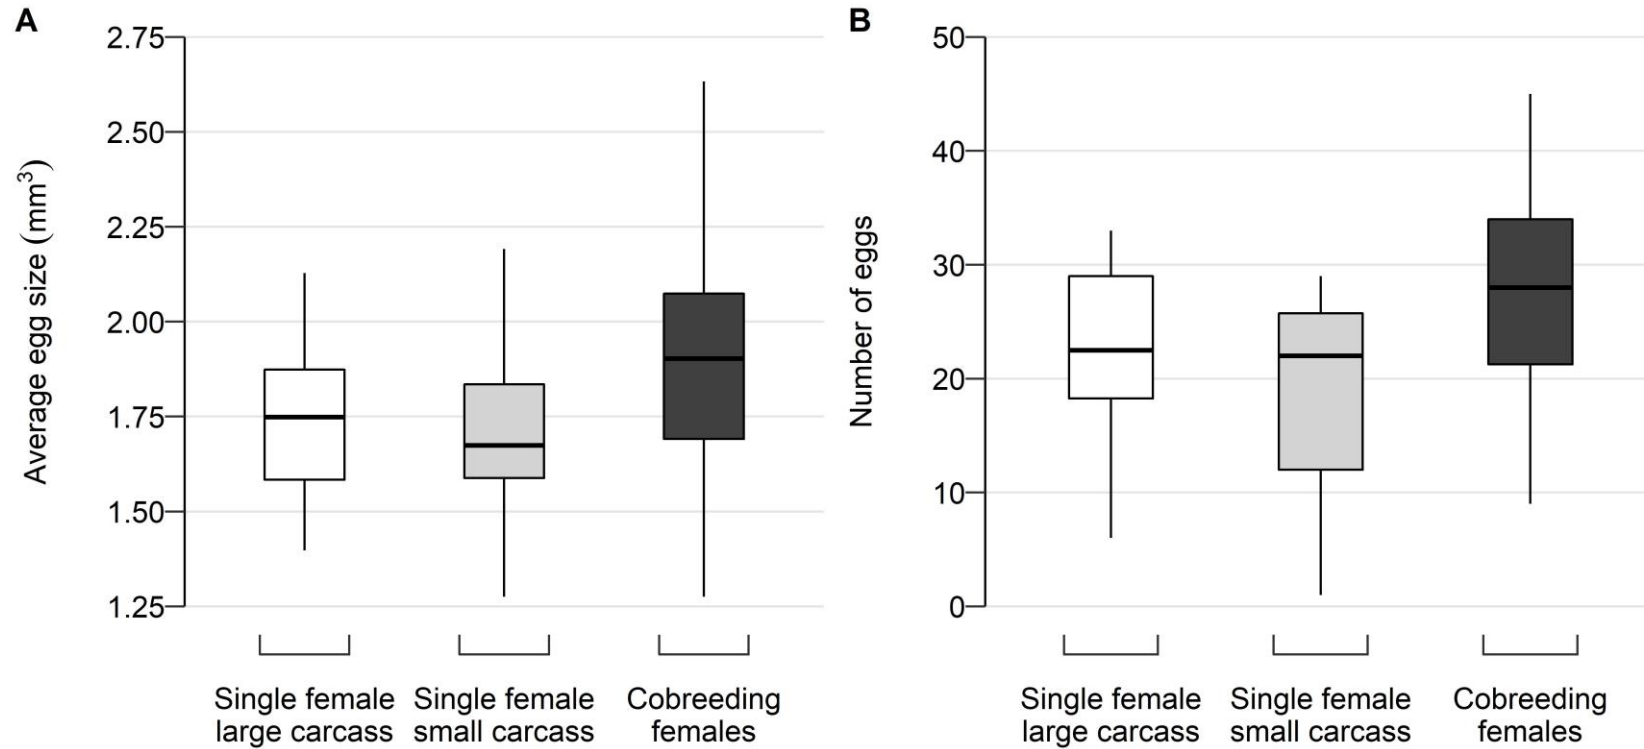 A
Average egg size (mm³)
2.75
2.50
2.25
2.00
1.75
1.50
1.25
Single female
large carcass
Single female
small carcass
Cobreeding
females
B
Number of eggs
50
40
30
20
10
0
Single female
large carcass
Single female
small carcass
Cobreeding
females